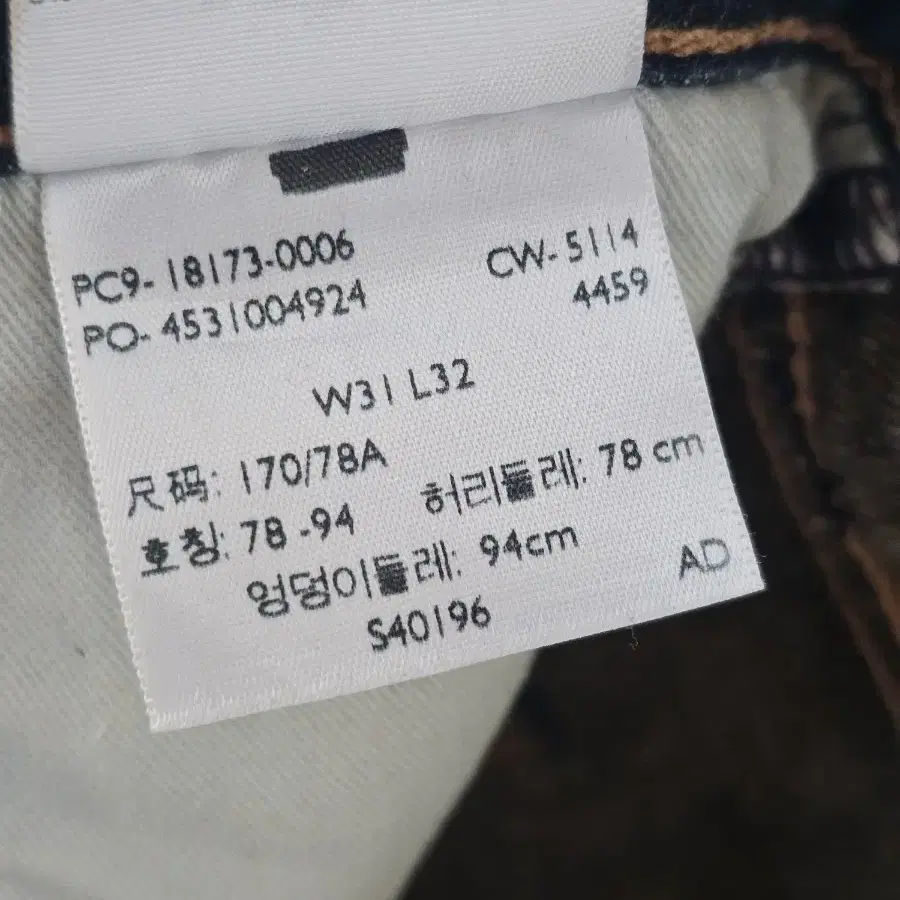 PC9- 18173-0006 CW- 5114
PO- 4531004924 4459
W31 L32
尺码: 170/78A
호칭: 78 -94 허리둘레: 78 cm
엉덩이둘레: 94cm AD
S40196